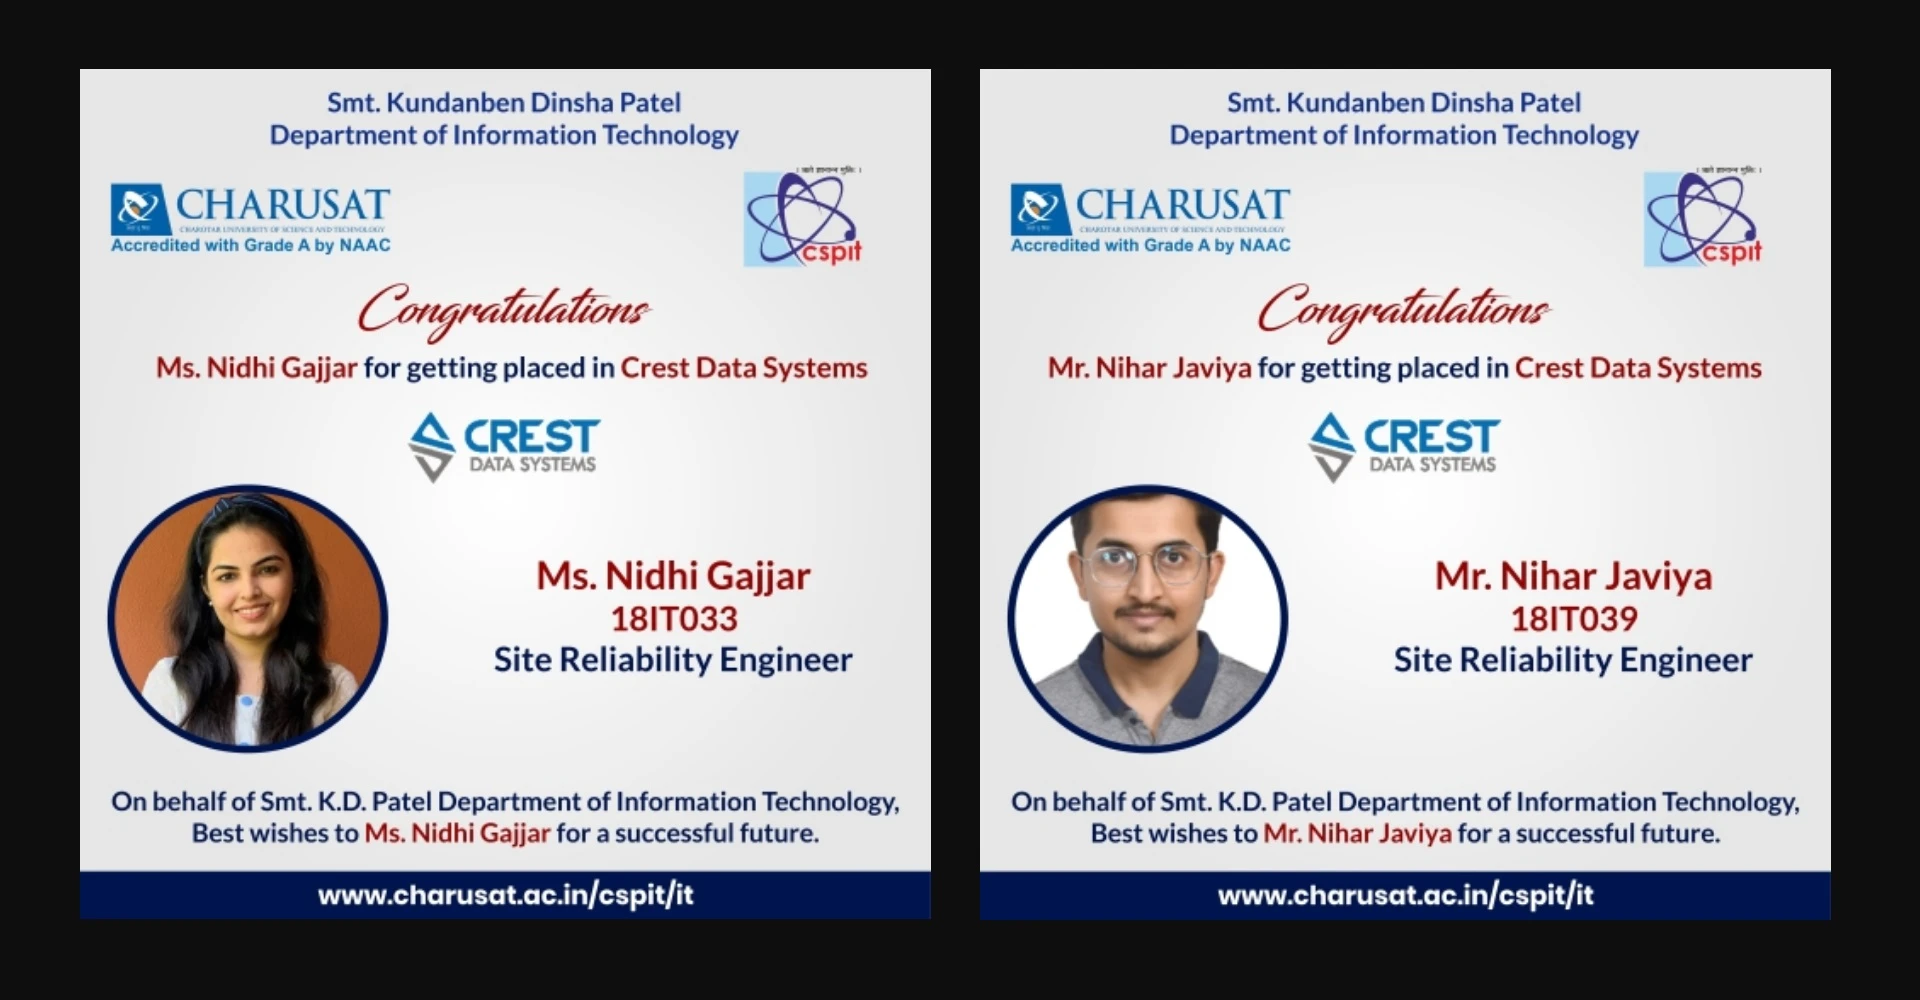 Smt. Kundanben Dinsha Patel
Department of Information Technology
CHARUSAT
CHAROTAR UNIVERSITY OF SCIENCE AND TECHNOLOGY
Accredited with Grade A by NAAC
cspit
Congratulations
Ms. Nidhi Gajjar for getting placed in Crest Data Systems
CREST
DATA SYSTEMS
Ms. Nidhi Gajjar
18IT033
Site Reliability Engineer
On behalf of Smt. K.D. Patel Department of Information Technology,
Best wishes to Ms. Nidhi Gajjar for a successful future.
www.charusat.ac.in/cspit/it
Smt. Kundanben Dinsha Patel
Department of Information Technology
CHARUSAT
CHAROTAR UNIVERSITY OF SCIENCE AND TECHNOLOGY
Accredited with Grade A by NAAC
cspit
Congratulations
Mr. Nihar Javiya for getting placed in Crest Data Systems
CREST
DATA SYSTEMS
Mr. Nihar Javiya
18IT039
Site Reliability Engineer
On behalf of Smt. K.D. Patel Department of Information Technology,
Best wishes to Mr. Nihar Javiya for a successful future.
www.charusat.ac.in/cspit/it